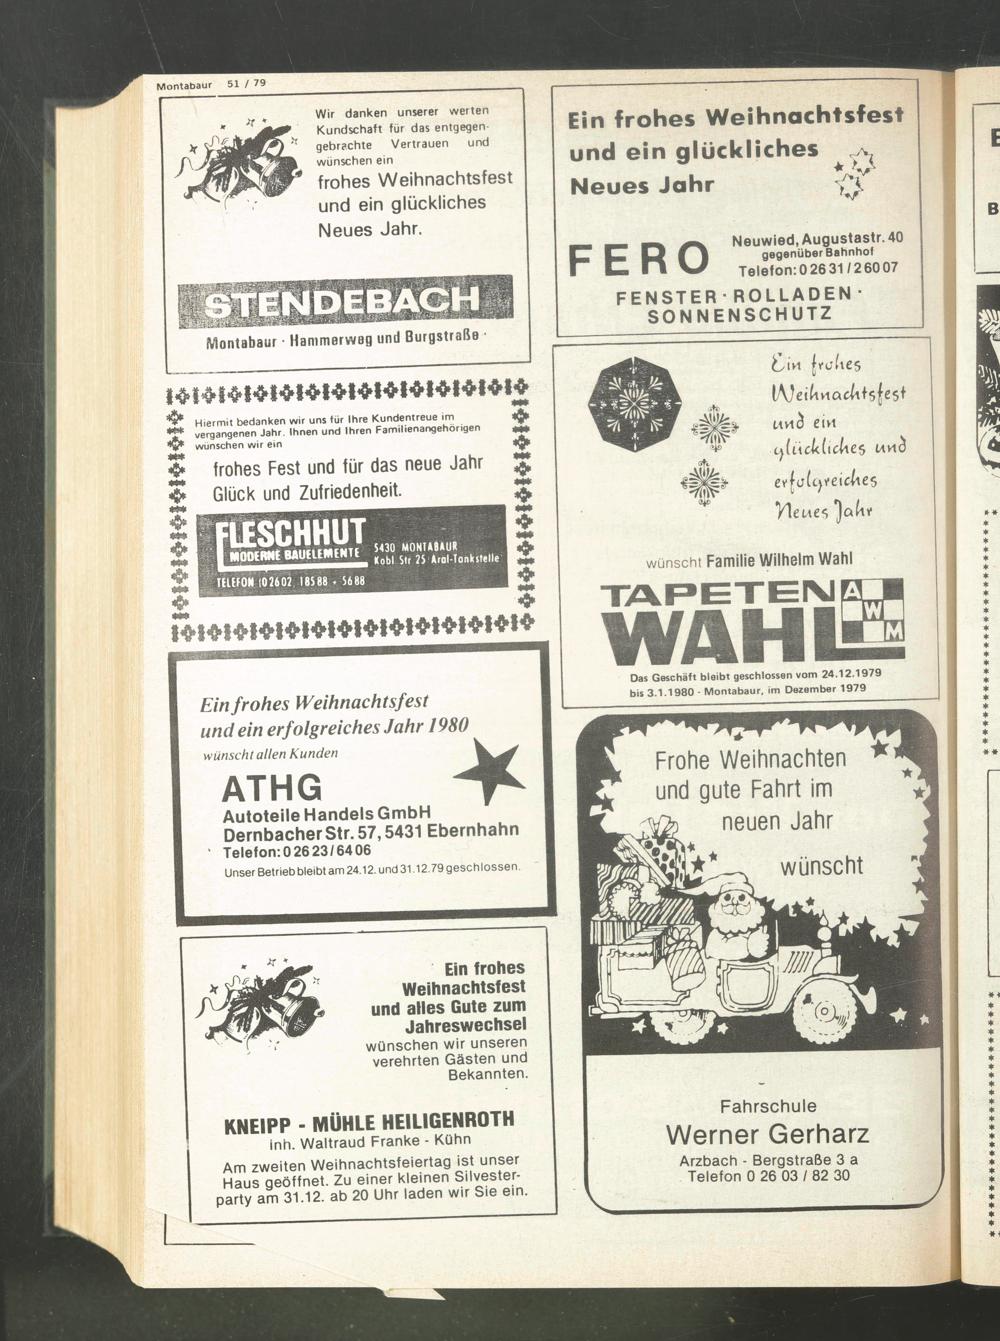 Montabaur 51 / 79
Wir danken unserer werten
Kundschaft für das entgegen-
gebrachte Vertrauen und
wünschen ein
frohes Weihnachtsfest
und ein glückliches
Neues Jahr.
STENDEBACH
Montabaur · Hammerweg und Burgstraße ·
Hiermit bedanken wir uns für Ihre Kundentreue im
vergangenen Jahr. Ihnen und Ihren Familienangehörigen
wünschen wir ein
frohes Fest und für das neue Jahr
Glück und Zufriedenheit.
FLESCHHUT
MODERNE BAUELEMENTE
5430 MONTABAUR
Kobl Str 25 Aral-Tankstelle
TELEFON (02602) 18588 + 5688
Ein frohes Weihnachtsfest
und ein erfolgreiches Jahr 1980
wünscht allen Kunden
ATHG
Autoteile Handels GmbH
Dernbacher Str. 57, 5431 Ebernhahn
Telefon: 0 26 23 / 64 06
Unser Betrieb bleibt am 24.12. und 31.12.79 geschlossen.
Ein frohes
Weihnachtsfest
und alles Gute zum
Jahreswechsel
wünschen wir unseren
verehrten Gästen und
Bekannten.
KNEIPP - MÜHLE HEILIGENROTH
inh. Waltraud Franke - Kühn
Am zweiten Weihnachtsfeiertag ist unser
Haus geöffnet. Zu einer kleinen Silvester-
party am 31.12. ab 20 Uhr laden wir Sie ein.
Ein frohes Weihnachtsfest
und ein glückliches
Neues Jahr
FERO
Neuwied, Augustastr. 40
gegenüber Bahnhof
Telefon: 0 26 31 / 2 60 07
FENSTER · ROLLADEN ·
SONNENSCHUTZ
Ein frohes
Weihnachtsfest
und ein
glückliches und
erfolgreiches
Neues Jahr
wünscht Familie Wilhelm Wahl
TAPETEN
WAHL
A
W
M
Das Geschäft bleibt geschlossen vom 24.12.1979
bis 3.1.1980 - Montabaur, im Dezember 1979
Frohe Weihnachten
und gute Fahrt im
neuen Jahr
wünscht
Fahrschule
Werner Gerharz
Arzbach - Bergstraße 3 a
Telefon 0 26 03 / 82 30